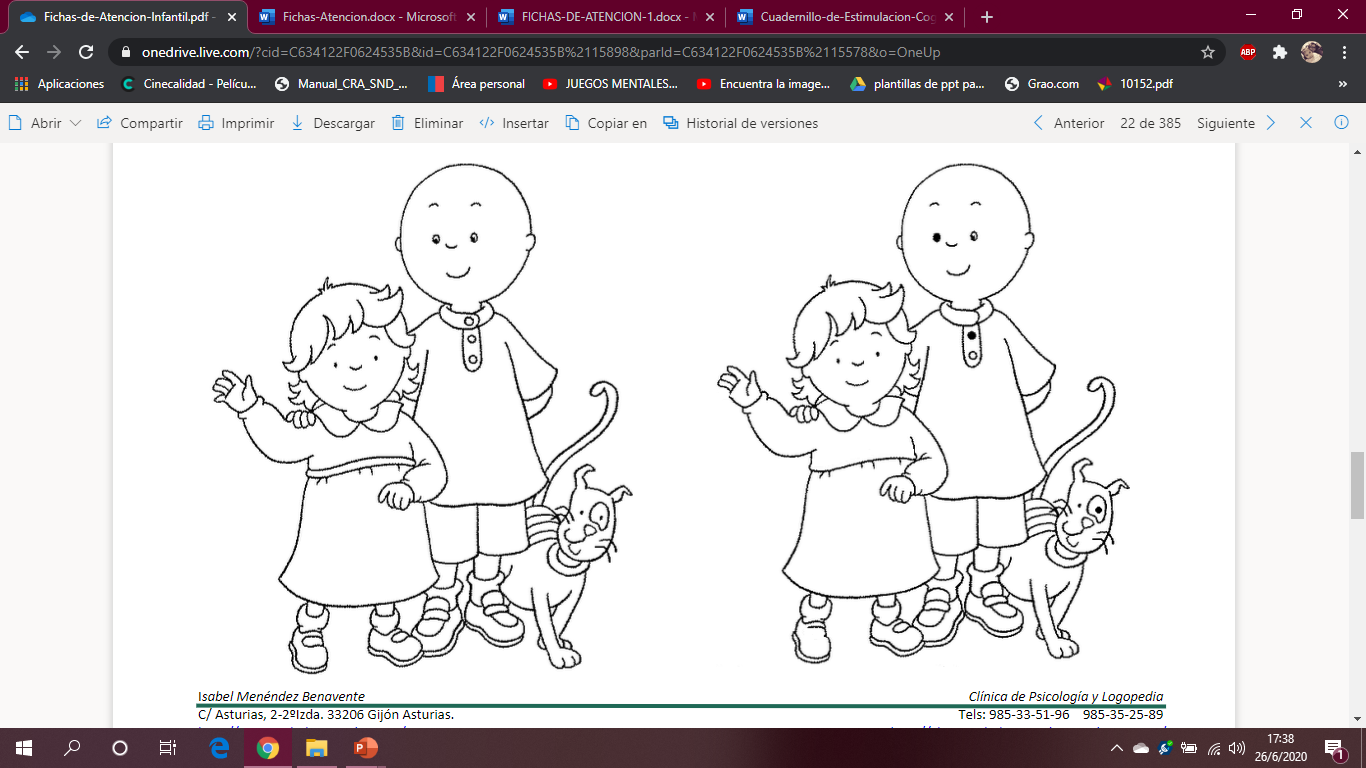 Fichas-de-Atencion-Infantil.pdf -
Fichas-Atencion.docx - Microsoft
FICHAS-DE-ATENCION-1.docx -
Cuadernillo-de-Estimulacion-Cog
onedrive.live.com/?cid=C634122F0624535B&id=C634122F0624535B%2115898&parId=C634122F0624535B%2115578&o=OneUp
ABP
Aplicaciones
Cinecalidad - Pelícu...
Manual_CRA_SND_...
Área personal
JUEGOS MENTALES...
Encuentra la image...
plantillas de ppt pa...
Grao.com
10152.pdf
Abrir
Compartir
Imprimir
Descargar
Eliminar
Insertar
Copiar en
Historial de versiones
Anterior
22 de 385
Siguiente
Isabel Menéndez Benavente
Clínica de Psicología y Logopedia
C/ Asturias, 2-2ºIzda. 33206 Gijón Asturias.
Tels: 985-33-51-96 985-35-25-89
17:38
26/6/2020
1